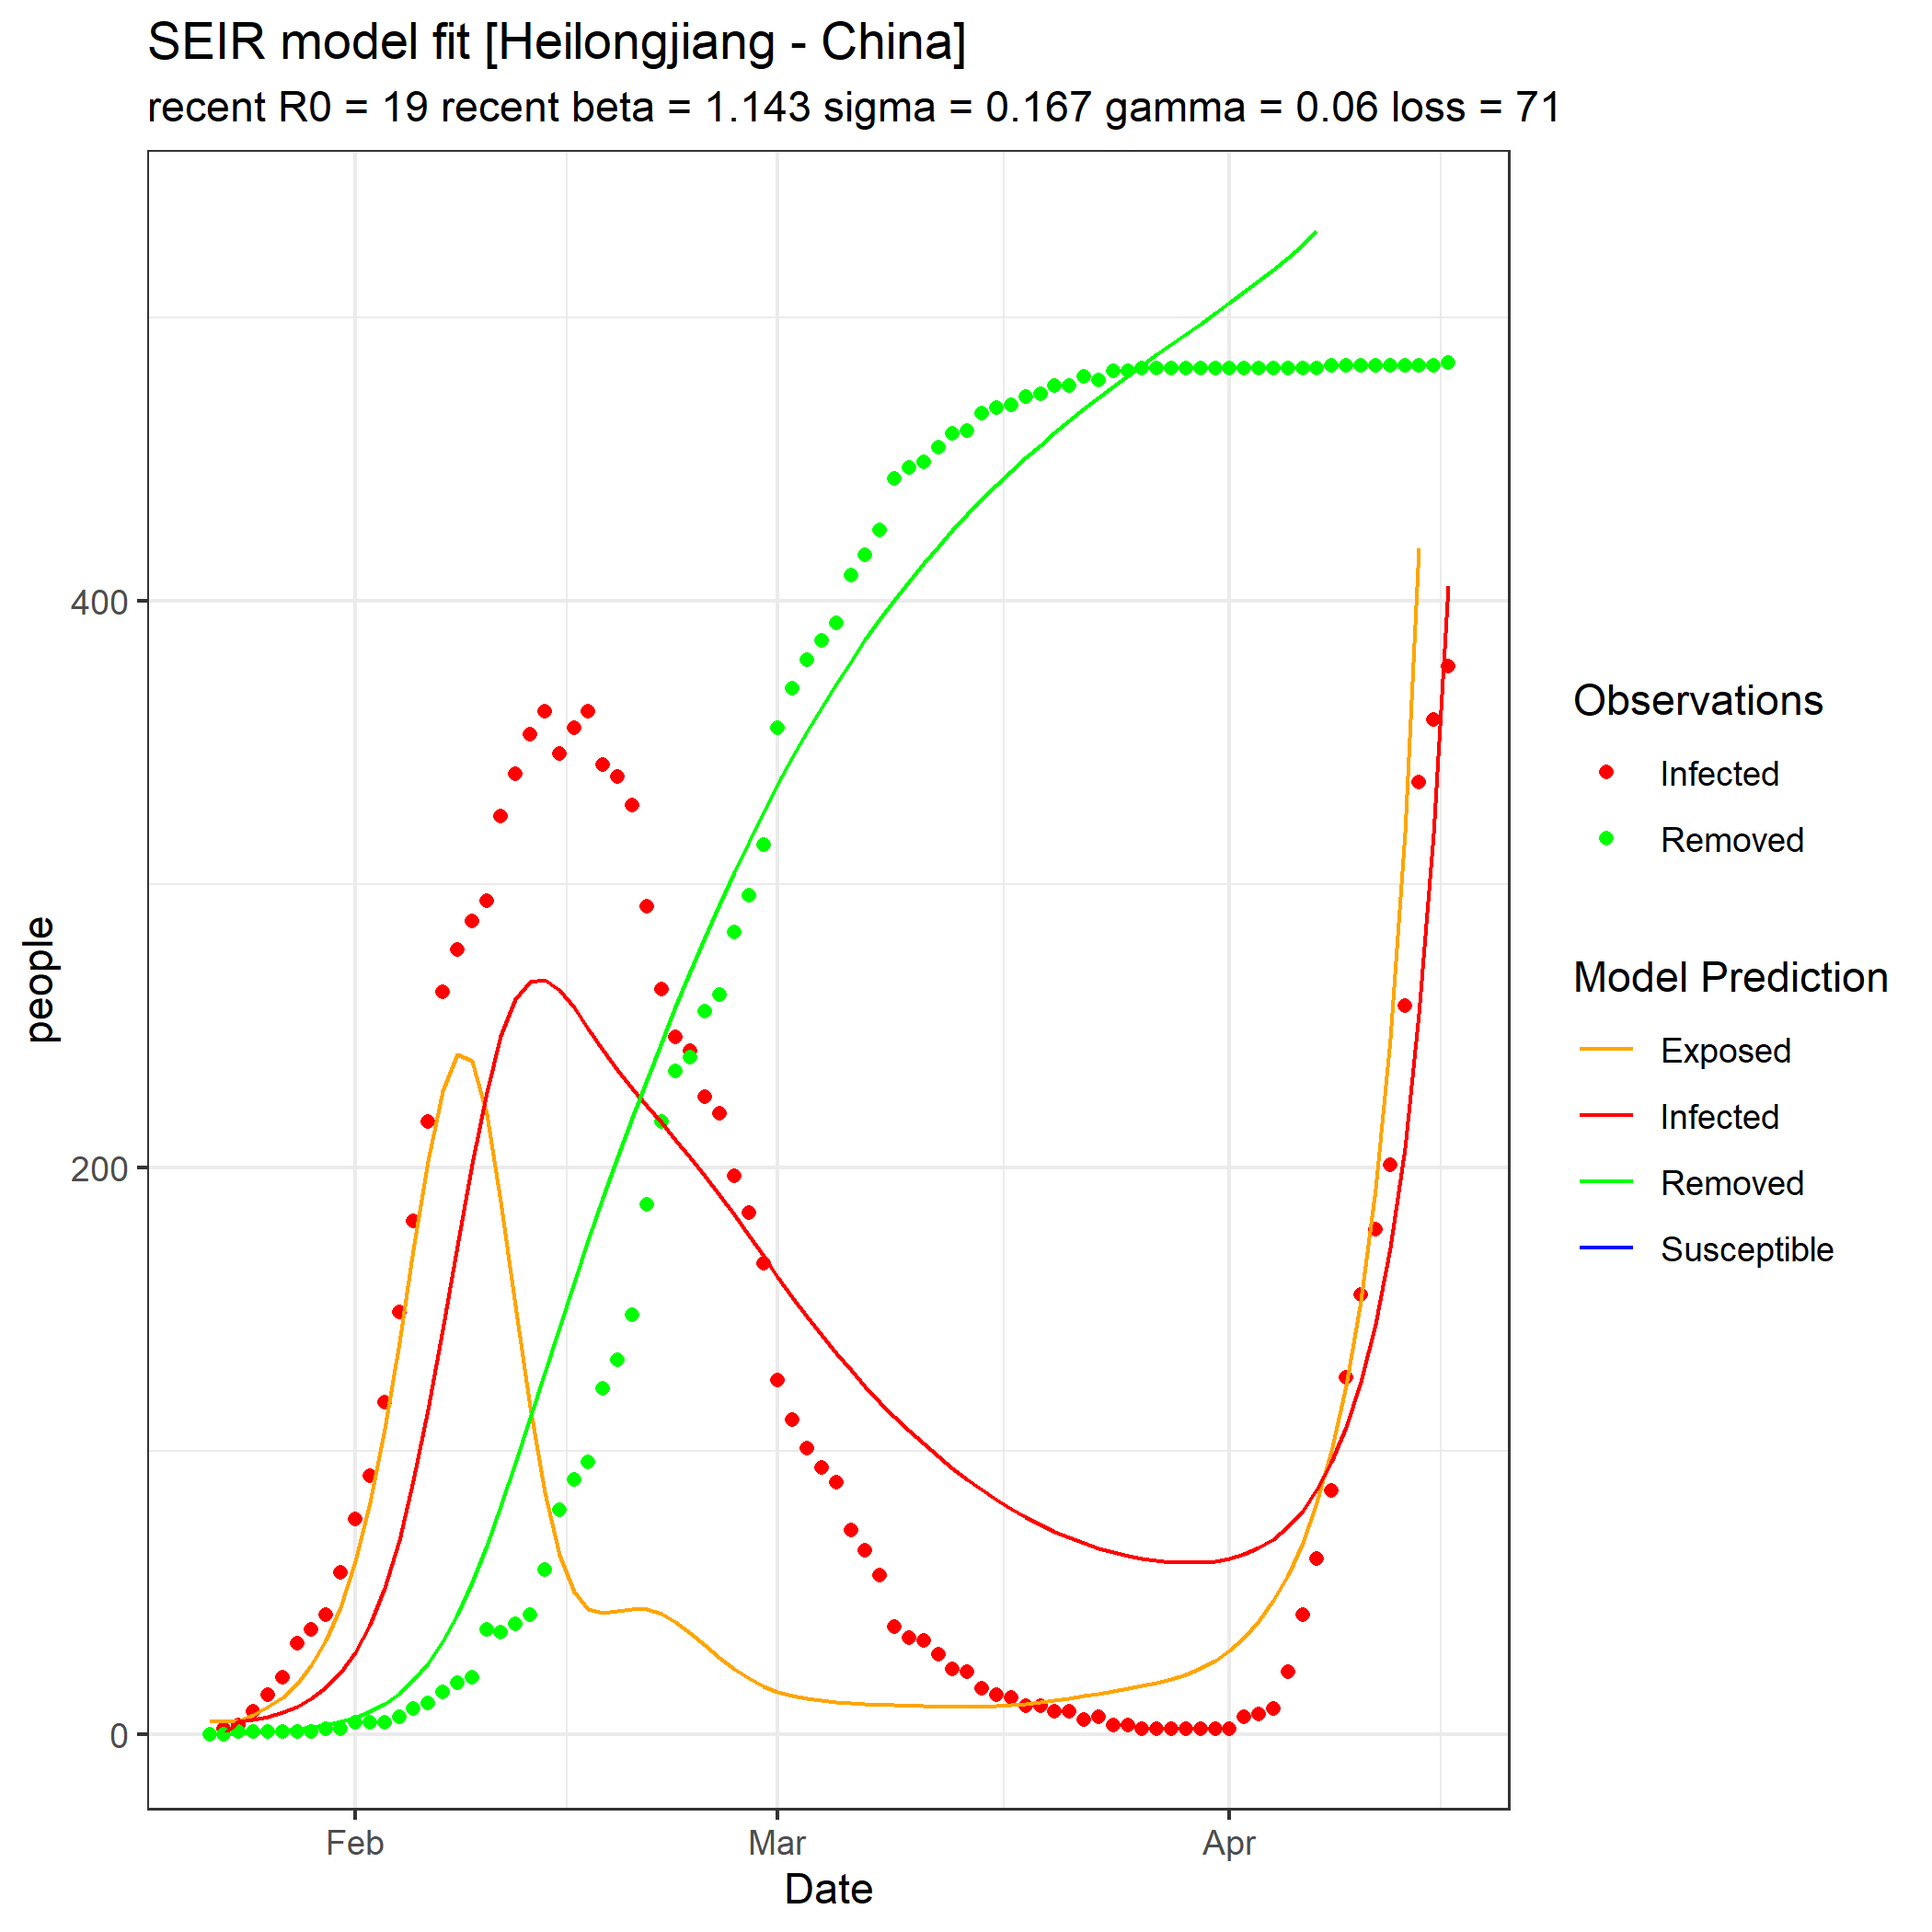 SEIR model fit [Heilongjiang - China]
recent R0 = 19 recent beta = 1.143 sigma = 0.167 gamma = 0.06 loss = 71
400
200
0
people
Feb
Mar
Apr
Date
Observations
Infected
Removed
Model Prediction
Exposed
Infected
Removed
Susceptible